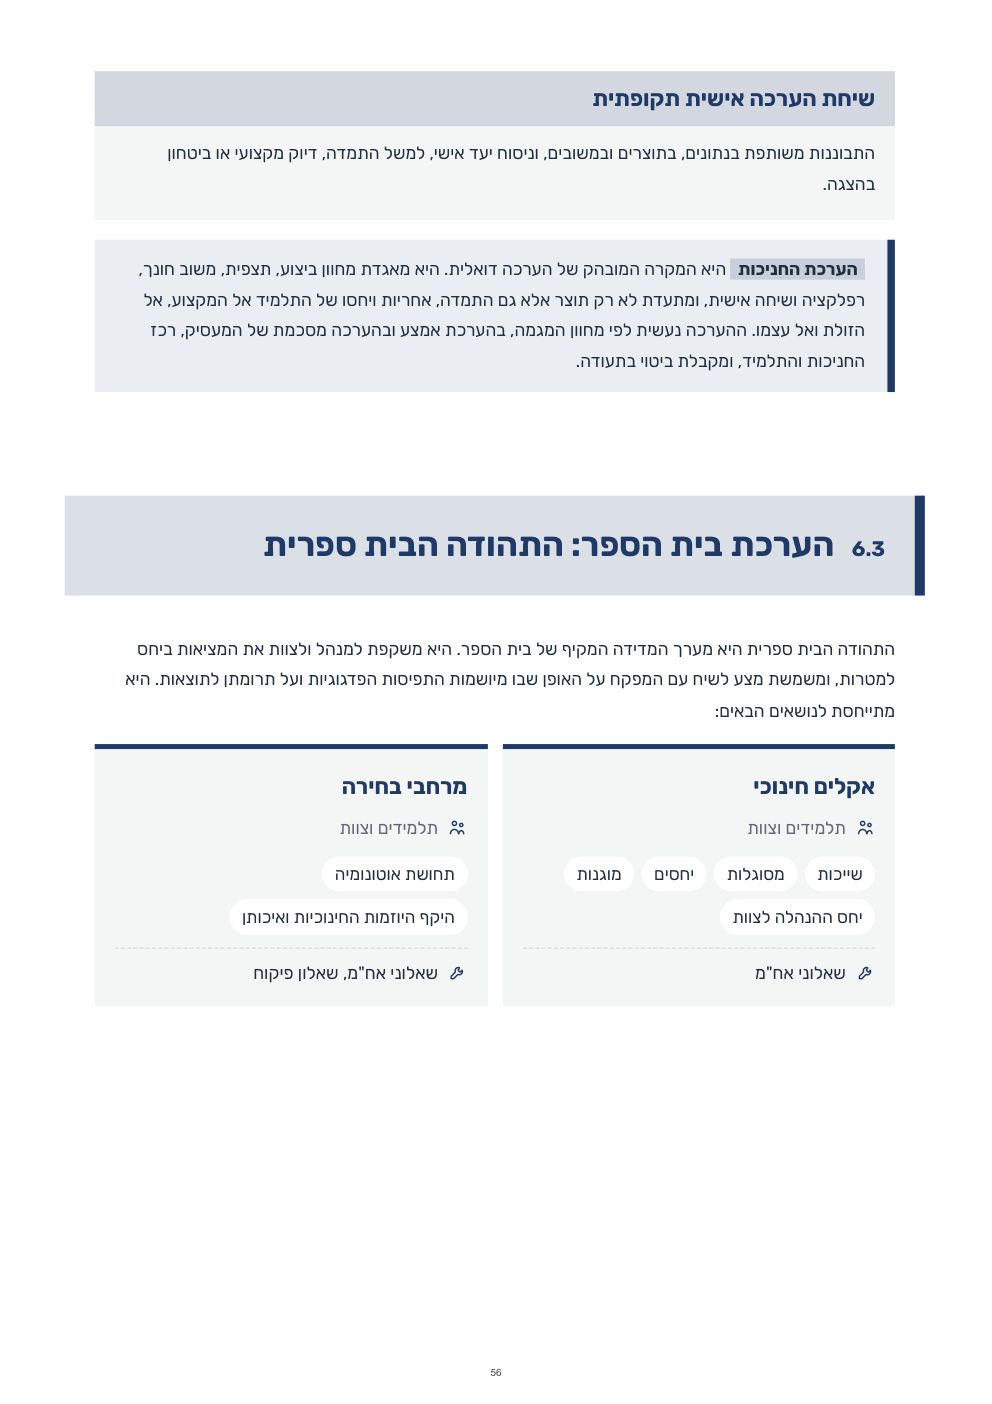 שיחת הערכה אישית תקופתית
התבוננות משותפת בנתונים, בתוצרים ובמשובים, וניסוח יעד אישי, למשל התמדה, דיוק מקצועי או ביטחון
בהצגה.
הערכת החניכות היא המקרה המובהק של הערכה דואלית. היא מאגדת מחוון ביצוע, תצפית, משוב חונך,
רפלקציה ושיחה אישית, ומתעדת לא רק תוצר אלא גם התמדה, אחריות ויחסו של התלמיד אל המקצוע, אל
הזולת ואל עצמו. ההערכה נעשית לפי מחוון המגמה, בהערכת אמצע ובהערכה מסכמת של המעסיק, רכז
החניכות והתלמיד, ומקבלת ביטוי בתעודה.
6.3 הערכת בית הספר: התהודה הבית ספרית
התהודה הבית ספרית היא מערך המדידה המקיף של בית הספר. היא משקפת למנהל ולצוות את המציאות ביחס
למטרות, ומשמשת מצע לשיח עם המפקח על האופן שבו מיושמות התפיסות הפדגוגיות ועל תרומתן לתוצאות. היא
מתייחסת לנושאים הבאים:
אקלים חינוכי
תלמידים וצוות
שייכות מסוגלות יחסים מוגנות
יחס ההנהלה לצוות
שאלוני אח"מ
מרחבי בחירה
תלמידים וצוות
תחושת אוטונומיה
היקף היוזמות החינוכיות ואיכותן
שאלוני אח"מ, שאלון פיקוח
56